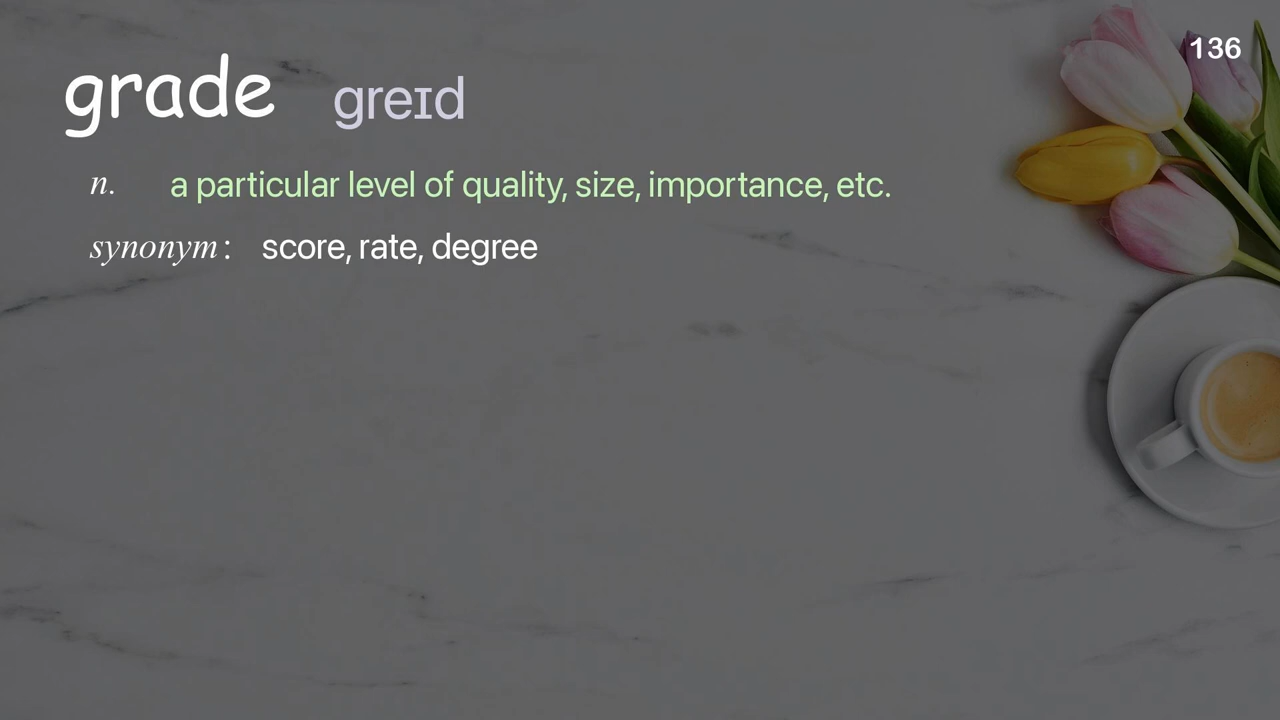 136
grade greɪd
n. a particular level of quality, size, importance, etc.
synonym: score, rate, degree